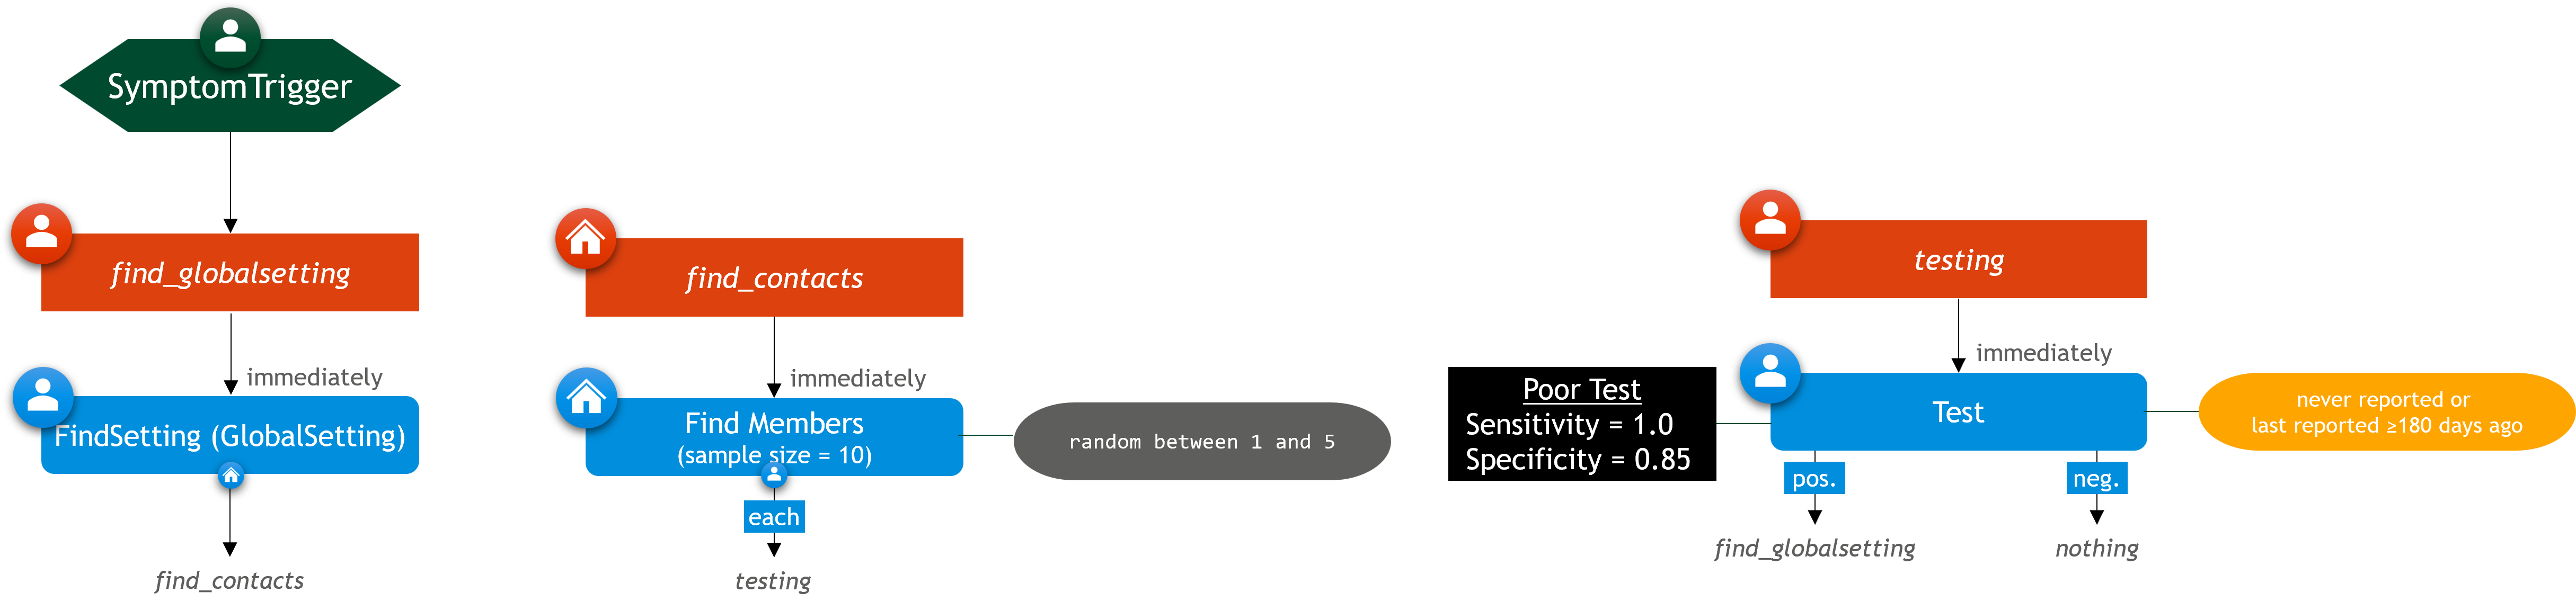 SymptomTrigger
find_globalsetting
immediately
FindSetting (GlobalSetting)
find_contacts
find_contacts
immediately
Find Members
(sample size = 10)
random between 1 and 5
each
testing
testing
immediately
Poor Test
Sensitivity = 1.0
Specificity = 0.85
Test
never reported or
last reported ≥180 days ago
pos.
neg.
find_globalsetting
nothing